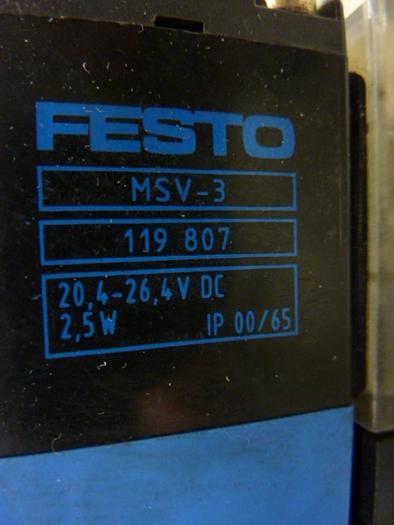 FESTO
MSV-3
119 807
20,4-26,4V DC
2,5W IP 00/65